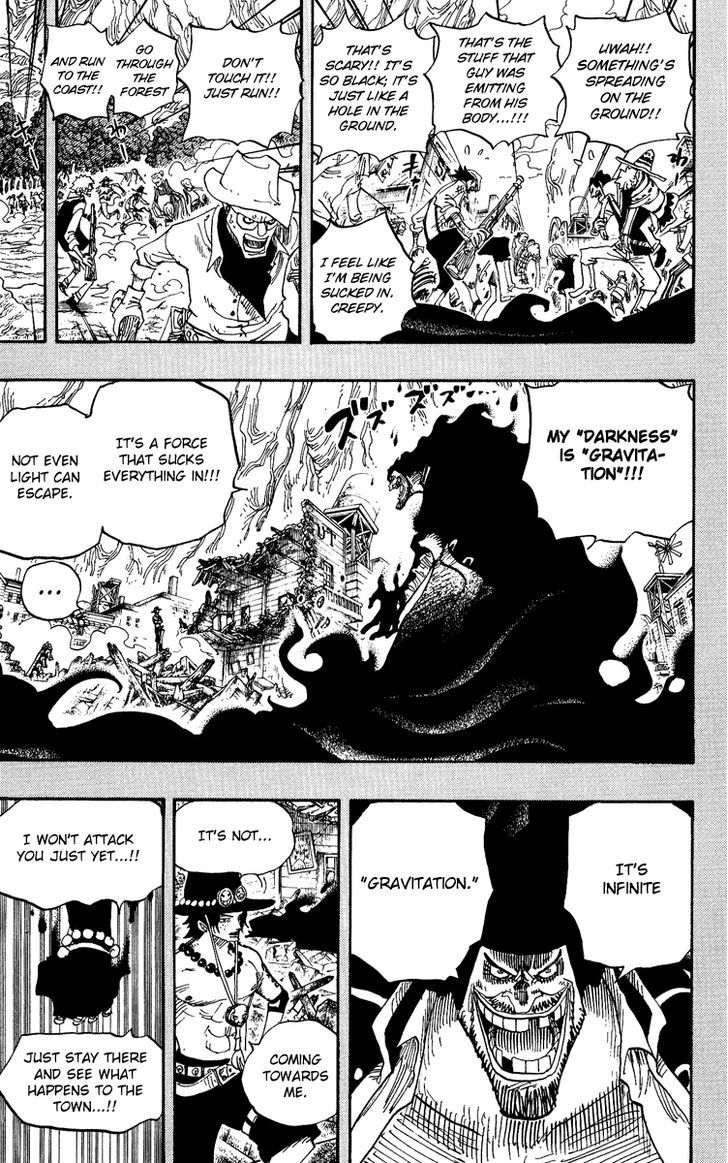 UWAH!!
SOMETHING'S
SPREADING
ON THE
GROUND!!
THAT'S THE
STUFF THAT
GUY WAS
EMITTING
FROM HIS
BODY...!!!
THAT'S
SCARY!! IT'S
SO BLACK; IT'S
JUST LIKE A
HOLE IN THE
GROUND.
I FEEL LIKE
I'M BEING
SUCKED IN.
CREEPY.
DON'T
TOUCH IT!!
JUST RUN!!
GO
THROUGH
THE
FOREST
AND RUN
TO THE
COAST!!
MY "DARKNESS"
IS "GRAVITA-
TION"!!!
ズズズ...
IT'S A FORCE
THAT SUCKS
EVERYTHING IN!!!
NOT EVEN
LIGHT CAN
ESCAPE.
...
IT'S
INFINITE
"GRAVITATION."
IT'S NOT...
COMING
TOWARDS
ME.
I WON'T ATTACK
YOU JUST YET...!!
JUST STAY THERE
AND SEE WHAT
HAPPENS TO THE
TOWN...!!